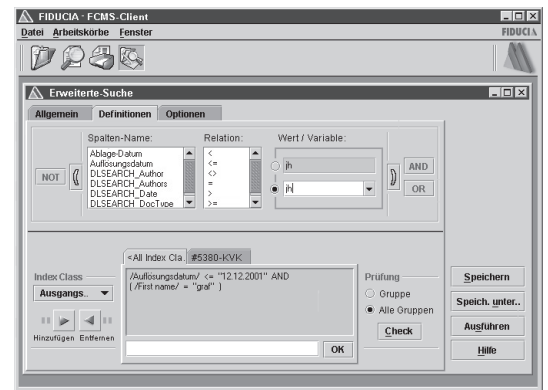 FIDUCIA - FCMS-Client
Datei Arbeitskörbe Fenster
FIDUCIA
Erweiterte-Suche
Allgemein Definitionen Optionen
Spalten-Name: Relation: Wert / Variable:
NOT
(
Ablage-Datum
Auflösungsdatum
DLSEARCH_Author
DLSEARCH_Authors
DLSEARCH_Date
DLSEARCH_DocType
<
<=
<>
=
>
>=
jh
jh
)
AND
OR
<All Index Cla.. #5380-KVK
Index Class
Ausgangs..
Hinzufügen Entfernen
/Auflösungsdatum/ <= "12.12.2001" AND
( /First name/ = "graf" )
OK
Prüfung
Gruppe
Alle Gruppen
Check
Speichern
Speich. unter..
Ausführen
Hilfe